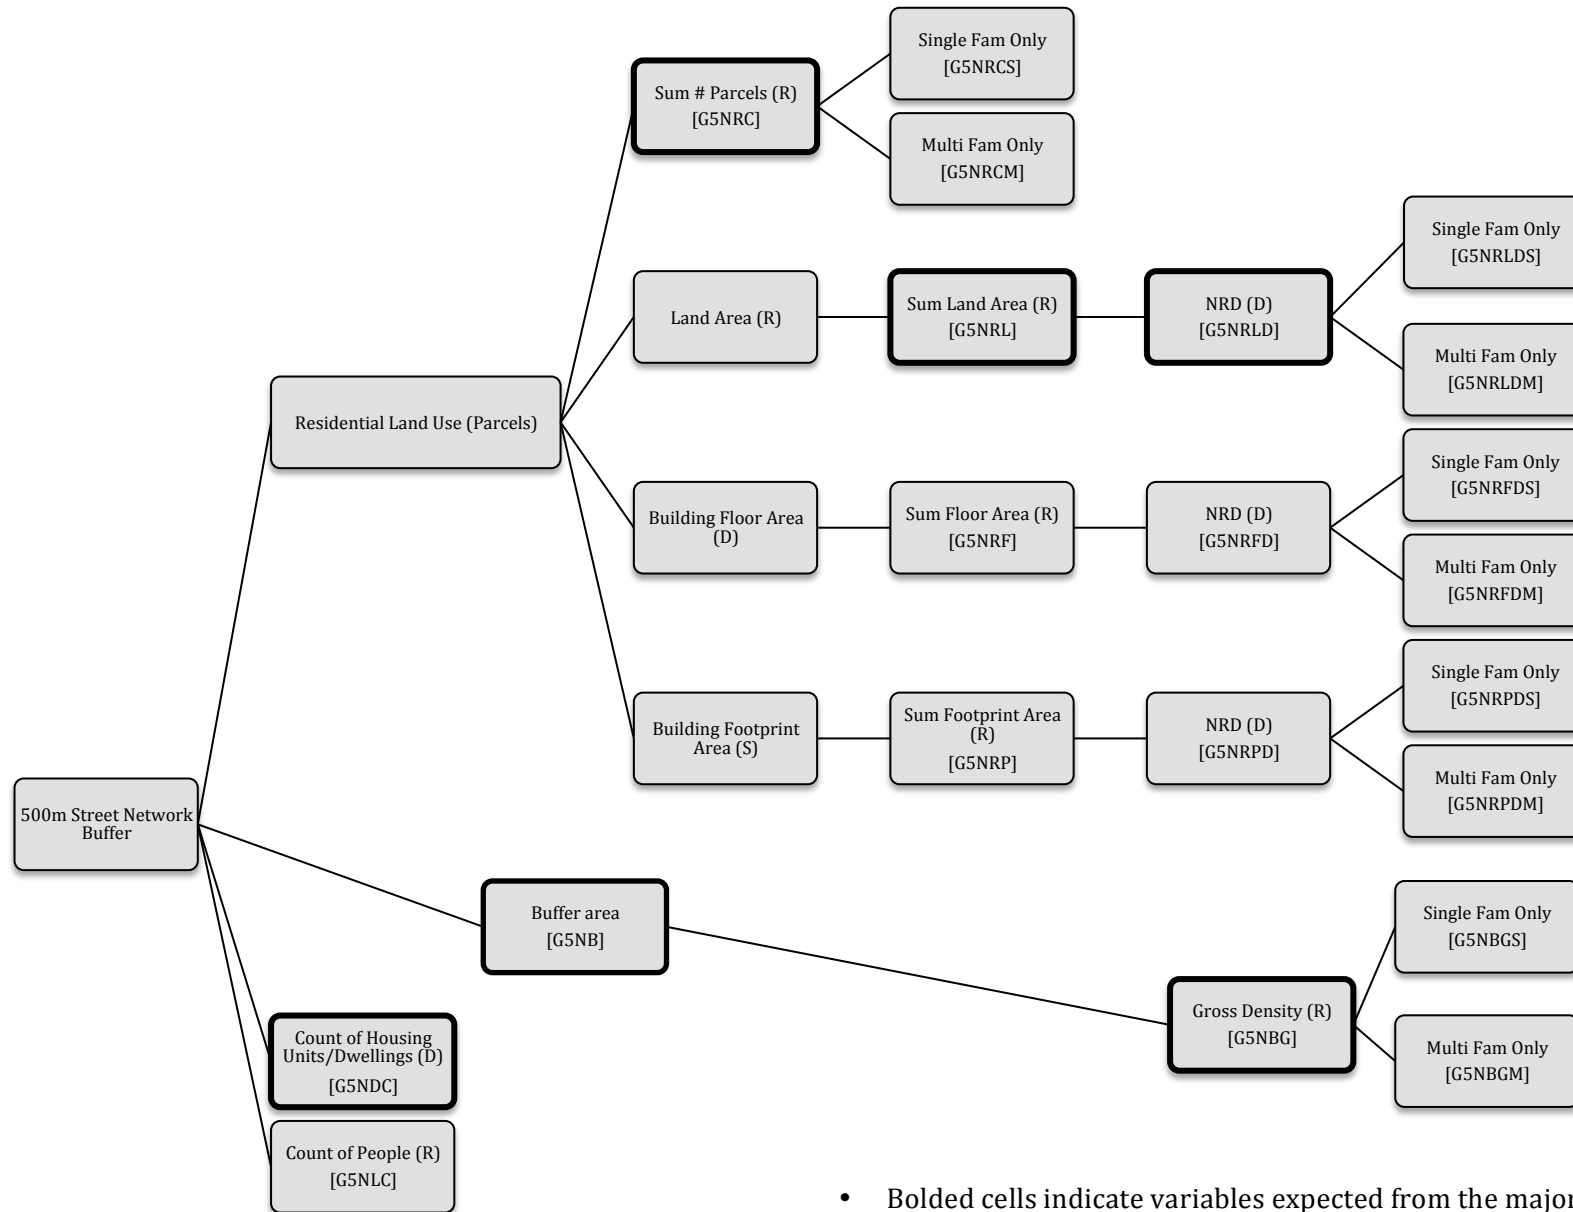 Single Fam Only
[G5NRCS]
Sum # Parcels (R)
[G5NRC]
Multi Fam Only
[G5NRCM]
Single Fam Only
[G5NRLDS]
Land Area (R)
Sum Land Area (R)
[G5NRL]
NRD (D)
[G5NRLD]
Multi Fam Only
[G5NRLDM]
Residential Land Use (Parcels)
Single Fam Only
[G5NRFDS]
Building Floor Area
(D)
Sum Floor Area (R)
[G5NRF]
NRD (D)
[G5NRFD]
Multi Fam Only
[G5NRFDM]
Single Fam Only
[G5NRPDS]
Building Footprint
Area (S)
Sum Footprint Area
(R)
[G5NRP]
NRD (D)
[G5NRPD]
Multi Fam Only
[G5NRPDM]
500m Street Network
Buffer
Buffer area
[G5NB]
Single Fam Only
[G5NBGS]
Gross Density (R)
[G5NBG]
Multi Fam Only
[G5NBGM]
Count of Housing
Units/Dwellings (D)
[G5NDC]
Count of People (R)
[G5NLC]
• Bolded cells indicate variables expected from the major